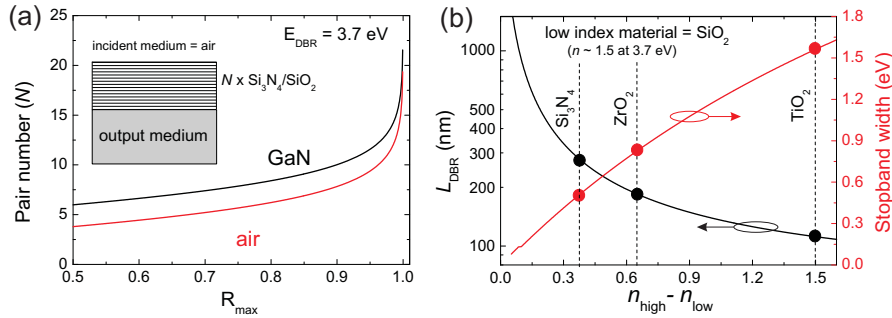 (a)
E_DBR = 3.7 eV
incident medium = air
N x Si₃N₄/SiO₂
output medium
GaN
air
Pair number (N)
25
20
15
10
5
0
0.5
0.6
0.7
0.8
0.9
1.0
R_max
(b)
low index material = SiO₂
(n ~ 1.5 at 3.7 eV)
Si₃N₄
ZrO₂
TiO₂
L_DBR (nm)
1000
500
400
300
200
100
0.0
0.3
0.6
0.9
1.2
1.5
n_high - n_low
1.8
1.5
1.2
0.9
0.6
0.3
0.0
Stopband width (eV)